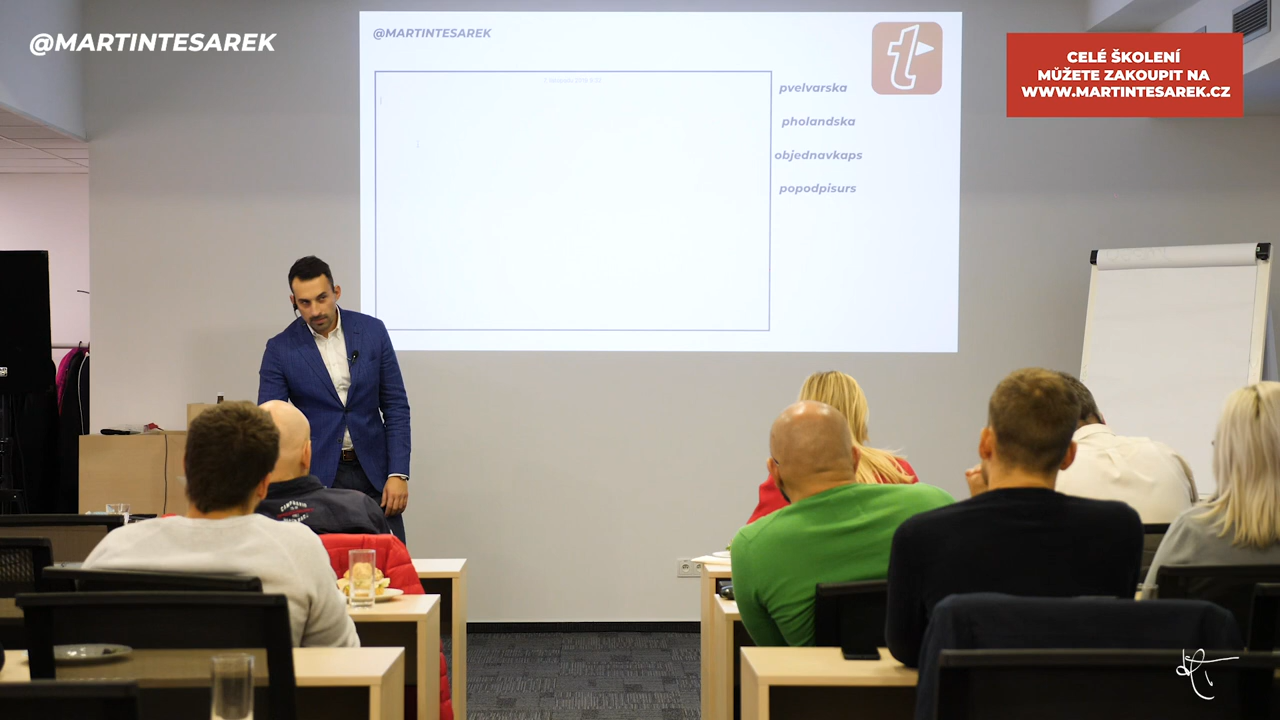 @MARTINTESAREK
@MARTINTESAREK
CELÉ ŠKOLENÍ
MŮŽETE ZAKOUPIT NA
WWW.MARTINTESAREK.CZ
pvelvarska
pholandska
objednavkaps
popodpisurs